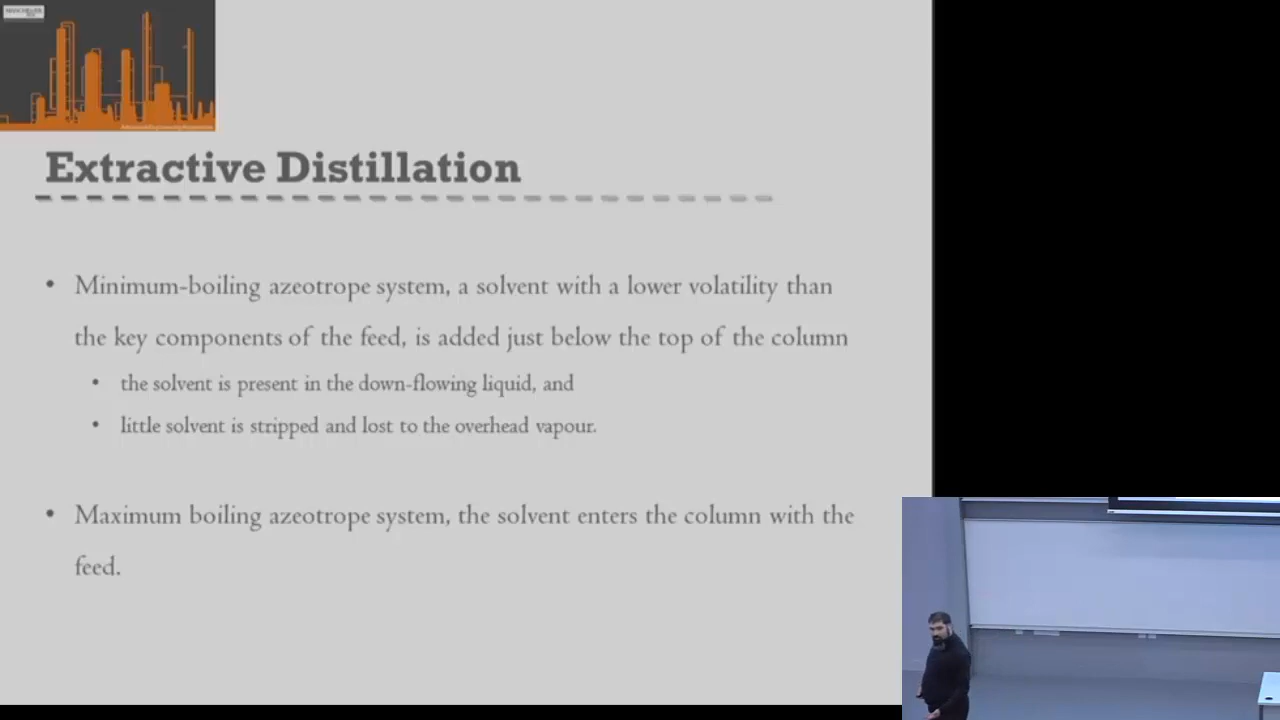 MANCHESTER
Extractive Distillation
• Minimum-boiling azeotrope system, a solvent with a lower volatility than
the key components of the feed, is added just below the top of the column
• the solvent is present in the down-flowing liquid, and
• little solvent is stripped and lost to the overhead vapour.
• Maximum boiling azeotrope system, the solvent enters the column with the
feed.